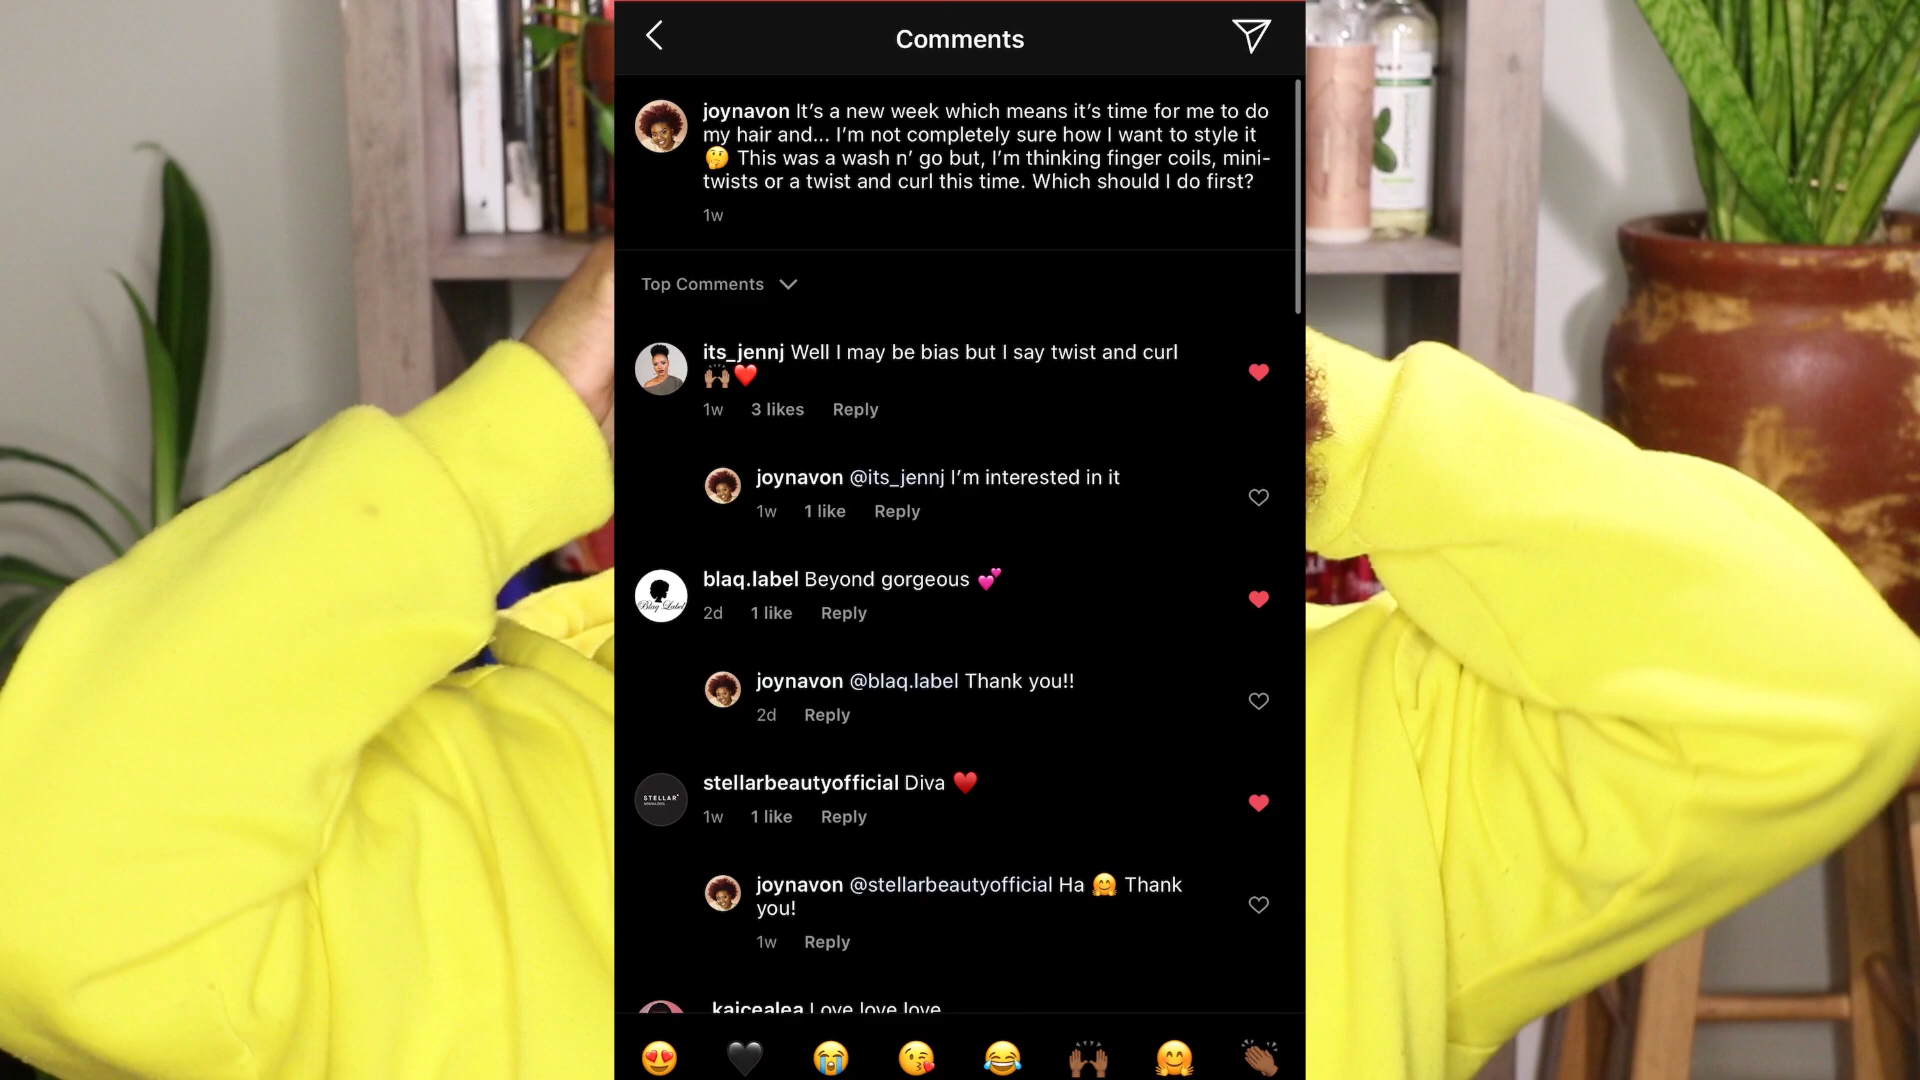 Comments
joynavon It’s a new week which means it’s time for me to do
my hair and... I’m not completely sure how I want to style it
🤔 This was a wash n’ go but, I’m thinking finger coils, mini-
twists or a twist and curl this time. Which should I do first?
1w
Top Comments
its_jennj Well I may be bias but I say twist and curl
🙌🏽❤️
1w 3 likes Reply
joynavon @its_jennj I’m interested in it
1w 1 like Reply
blaq.label Beyond gorgeous 💕
Blaq Label
2d 1 like Reply
joynavon @blaq.label Thank you!!
2d Reply
stellarbeautyofficial Diva ❤️
STELLAR
1w 1 like Reply
joynavon @stellarbeautyofficial Ha 🤗 Thank
you!
1w Reply
kaicealea Love love love